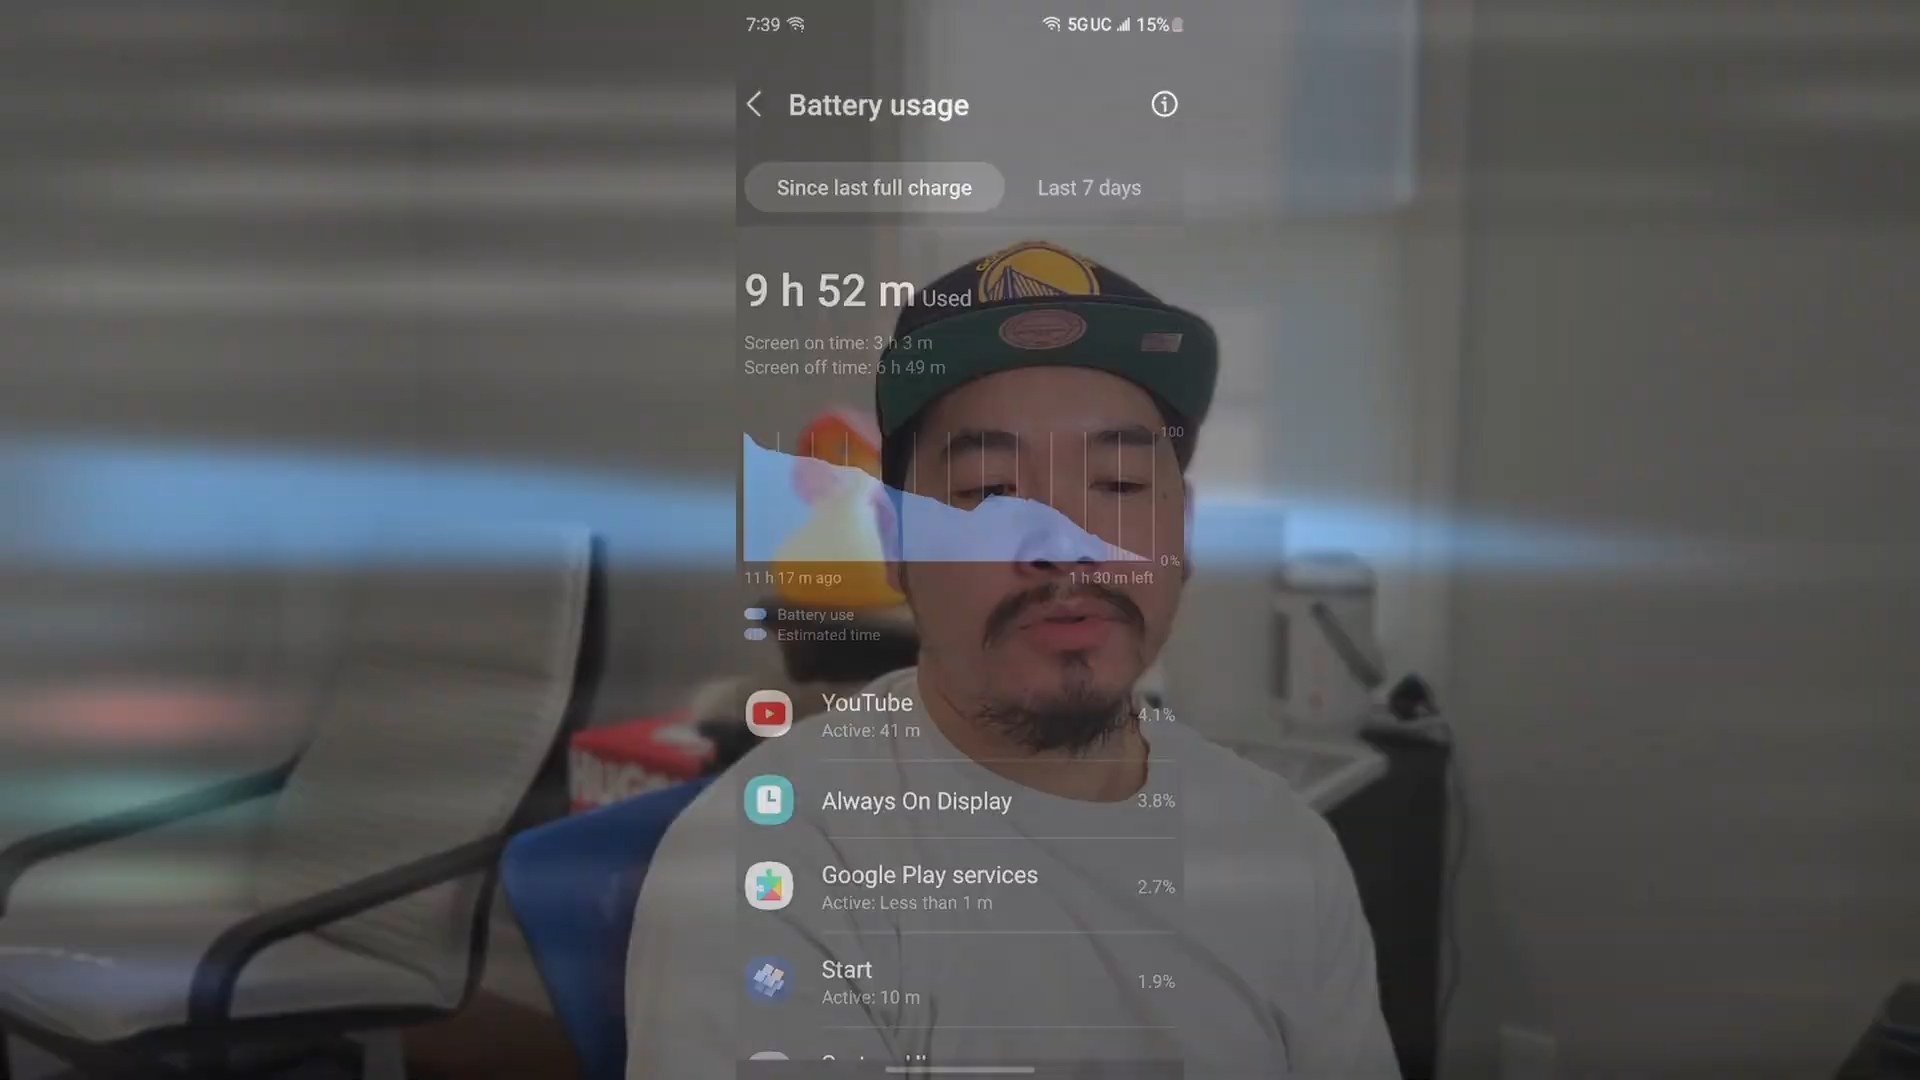 7:39
5G UC 15%
Battery usage
Since last full charge Last 7 days
9 h 52 m Used
Screen on time: 3 h 3 m
Screen off time: 6 h 49 m
100
0%
11 h 17 m ago 1 h 30 m left
Battery use
Estimated time
YouTube
Active: 41 m
4.1%
Always On Display
3.8%
Google Play services
Active: Less than 1 m
2.7%
Start
Active: 10 m
1.9%